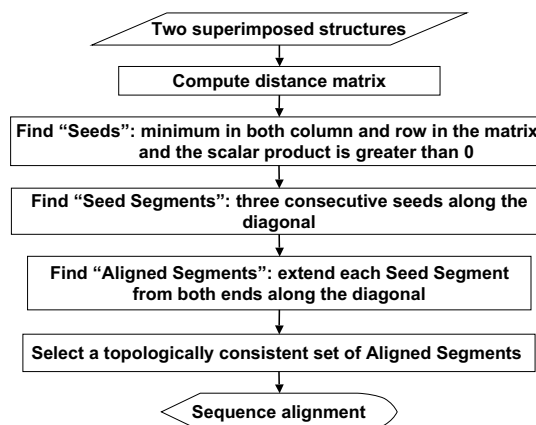 Two superimposed structures
Compute distance matrix
Find “Seeds”: minimum in both column and row in the matrix
and the scalar product is greater than 0
Find “Seed Segments”: three consecutive seeds along the
diagonal
Find “Aligned Segments”: extend each Seed Segment
from both ends along the diagonal
Select a topologically consistent set of Aligned Segments
Sequence alignment